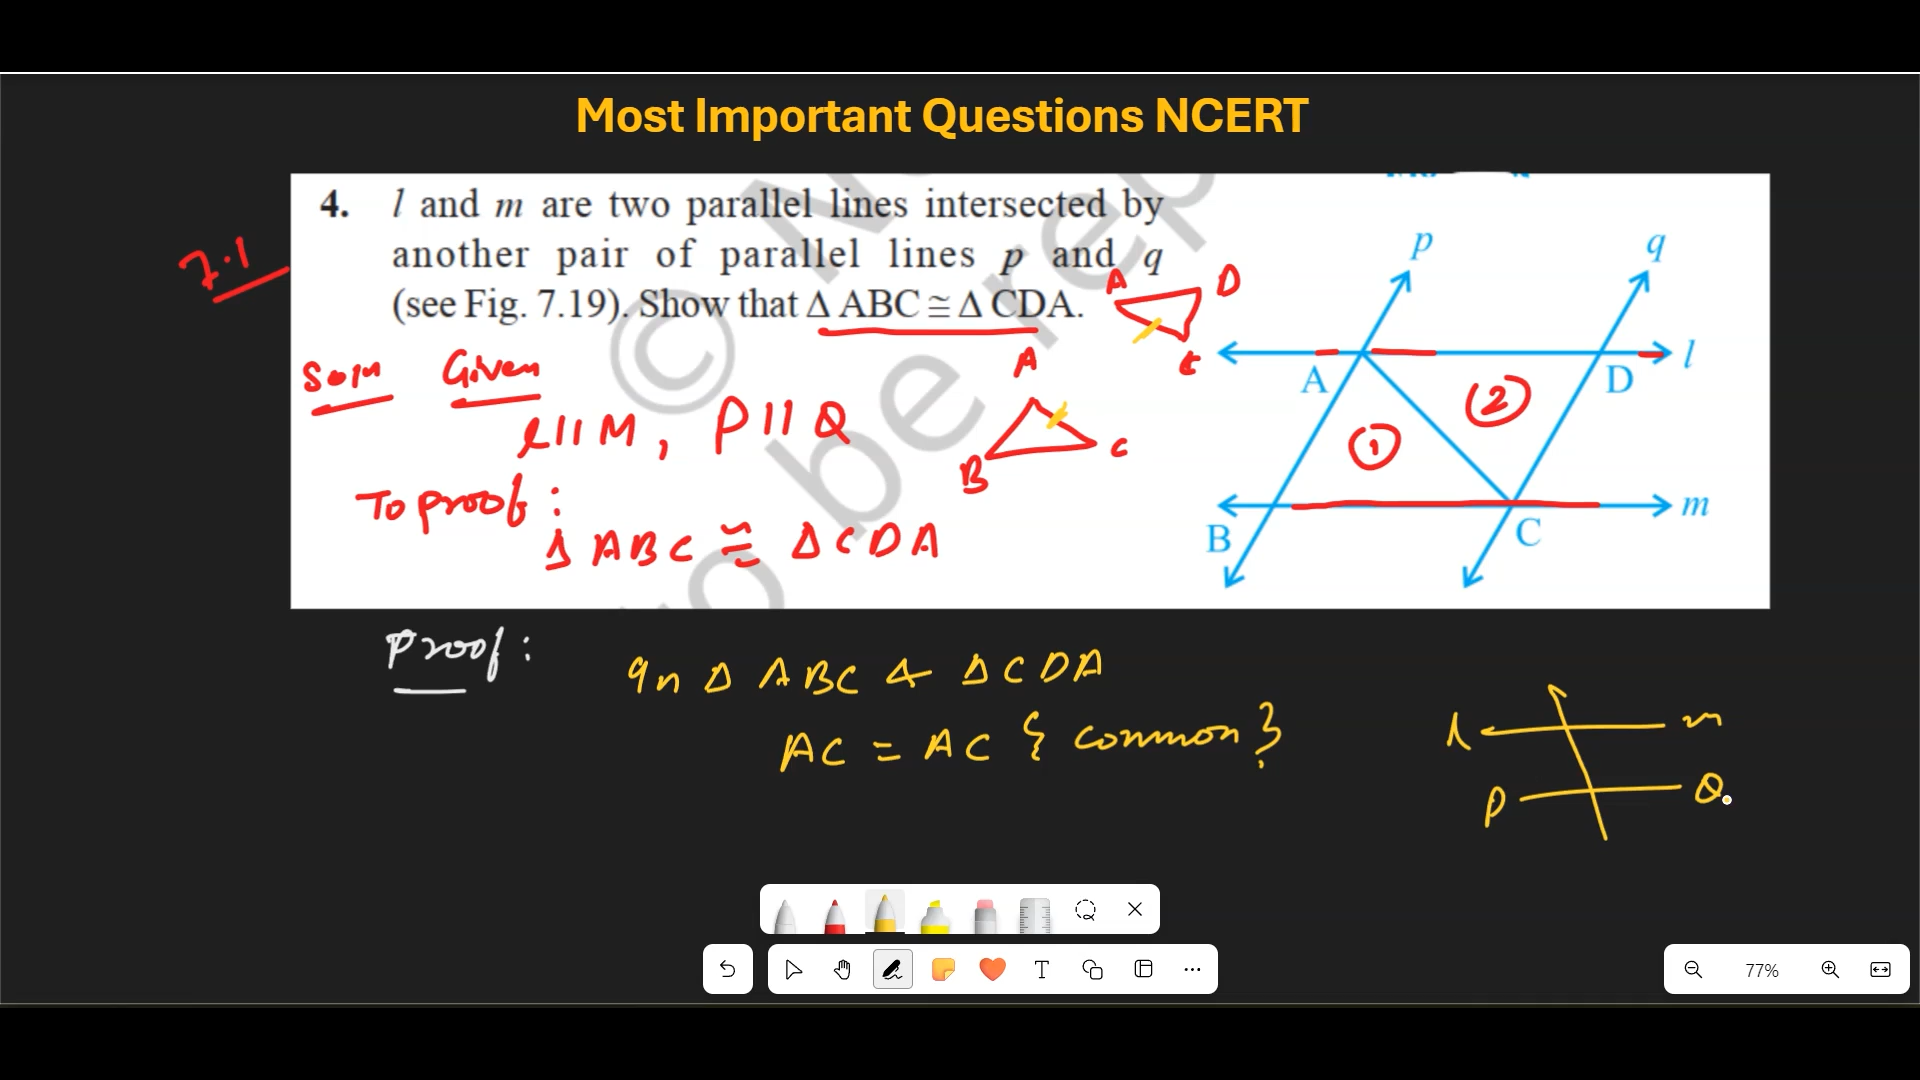 Most Important Questions NCERT
4. l and m are two parallel lines intersected by
another pair of parallel lines p and q
(see Fig. 7.19). Show that Δ ABC ≅ Δ CDA.
7.1
Soln Given
l || M, P || Q
To proof:
Δ ABC ≅ Δ CDA
A D
C
A
B C
p q
A D l
1 2
B C m
© N
o be rep
Proof:
In Δ ABC & Δ CDA
AC = AC { common }
l m
P Q
77%